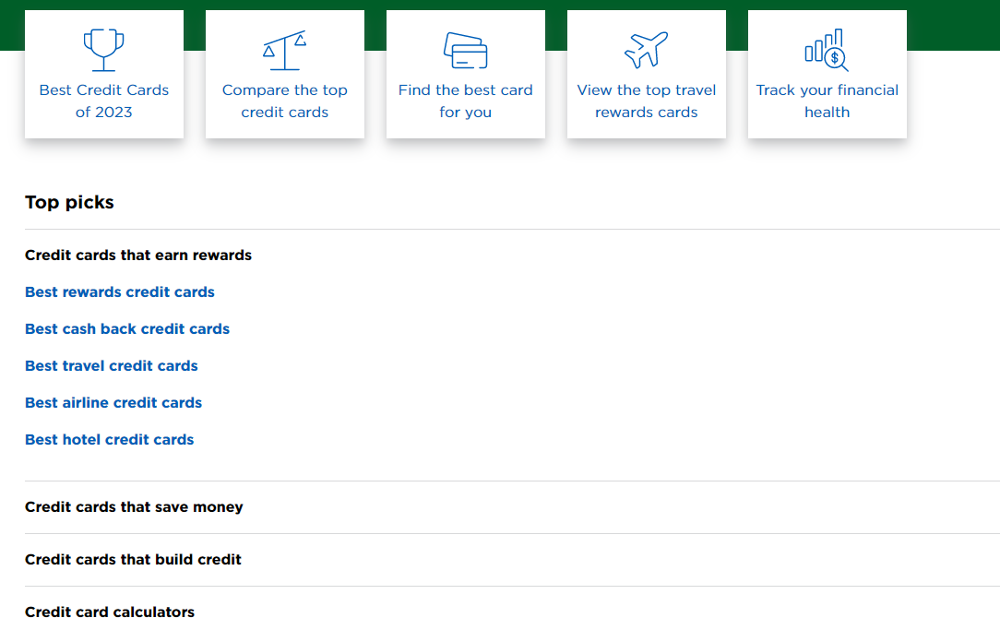 Best Credit Cards
of 2023
Compare the top
credit cards
Find the best card
for you
View the top travel
rewards cards
Track your financial
health
Top picks
Credit cards that earn rewards
Best rewards credit cards
Best cash back credit cards
Best travel credit cards
Best airline credit cards
Best hotel credit cards
Credit cards that save money
Credit cards that build credit
Credit card calculators